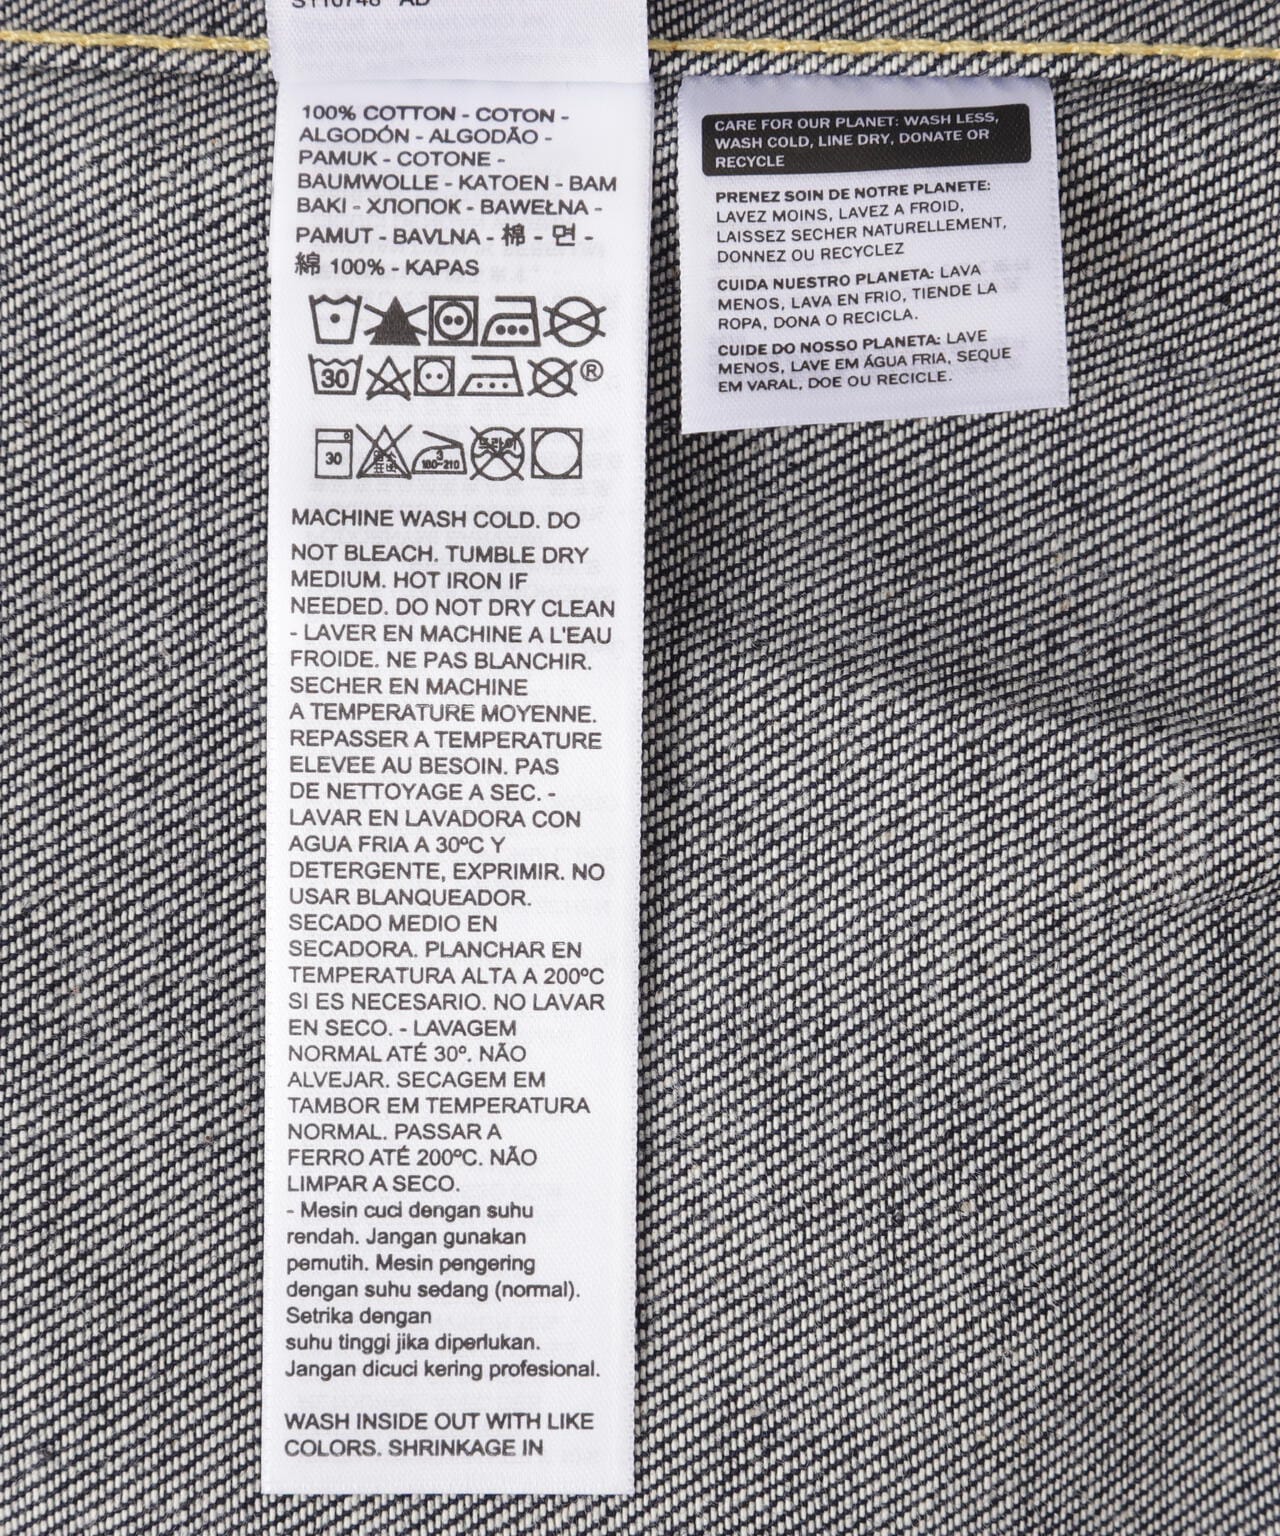 100% COTTON - COTON -
ALGODÓN - ALGODÃO -
PAMUK - COTONE -
BAUMWOLLE - KATOEN - BAM
BAKI - ХЛОПОК - BAWEŁNA -
PAMUT - BAVLNA - 棉 - 면 -
綿 100% - KAPAS
30 ®
30 3 180~210 드라이
MACHINE WASH COLD. DO
NOT BLEACH. TUMBLE DRY
MEDIUM. HOT IRON IF
NEEDED. DO NOT DRY CLEAN
- LAVER EN MACHINE A L'EAU
FROIDE. NE PAS BLANCHIR.
SECHER EN MACHINE
A TEMPERATURE MOYENNE.
REPASSER A TEMPERATURE
ELEVEE AU BESOIN. PAS
DE NETTOYAGE A SEC. -
LAVAR EN LAVADORA CON
AGUA FRIA A 30ºC Y
DETERGENTE, EXPRIMIR. NO
USAR BLANQUEADOR.
SECADO MEDIO EN
SECADORA. PLANCHAR EN
TEMPERATURA ALTA A 200ºC
SI ES NECESARIO. NO LAVAR
EN SECO. - LAVAGEM
NORMAL ATÉ 30º. NÃO
ALVEJAR. SECAGEM EM
TAMBOR EM TEMPERATURA
NORMAL. PASSAR A
FERRO ATÉ 200ºC. NÃO
LIMPAR A SECO.
- Mesin cuci dengan suhu
rendah. Jangan gunakan
pemutih. Mesin pengering
dengan suhu sedang (normal).
Setrika dengan
suhu tinggi jika diperlukan.
Jangan dicuci kering profesional.
WASH INSIDE OUT WITH LIKE
COLORS. SHRINKAGE IN
CARE FOR OUR PLANET: WASH LESS,
WASH COLD, LINE DRY, DONATE OR
RECYCLE
PRENEZ SOIN DE NOTRE PLANETE:
LAVEZ MOINS, LAVEZ A FROID,
LAISSEZ SECHER NATURELLEMENT,
DONNEZ OU RECYCLEZ
CUIDA NUESTRO PLANETA: LAVA
MENOS, LAVA EN FRIO, TIENDE LA
ROPA, DONA O RECICLA.
CUIDE DO NOSSO PLANETA: LAVE
MENOS, LAVE EM ÁGUA FRIA, SEQUE
EM VARAL, DOE OU RECICLE.